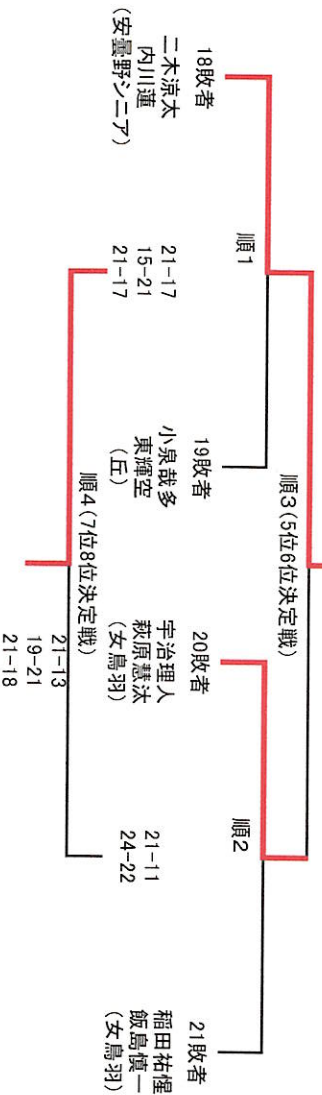 順3(5位6位決定戦)
順1
順2
18敗者
二木涼太
内川蓮
(安曇野シニア)
21-17
15-21
21-17
19敗者
小泉哉多
東輝空
(丘)
20敗者
宇治理人
萩原慧汰
(女鳥羽)
21-11
24-22
21敗者
稲田祐惺
飯島慎一
(女鳥羽)
順4(7位8位決定戦)
21-13
19-21
21-18